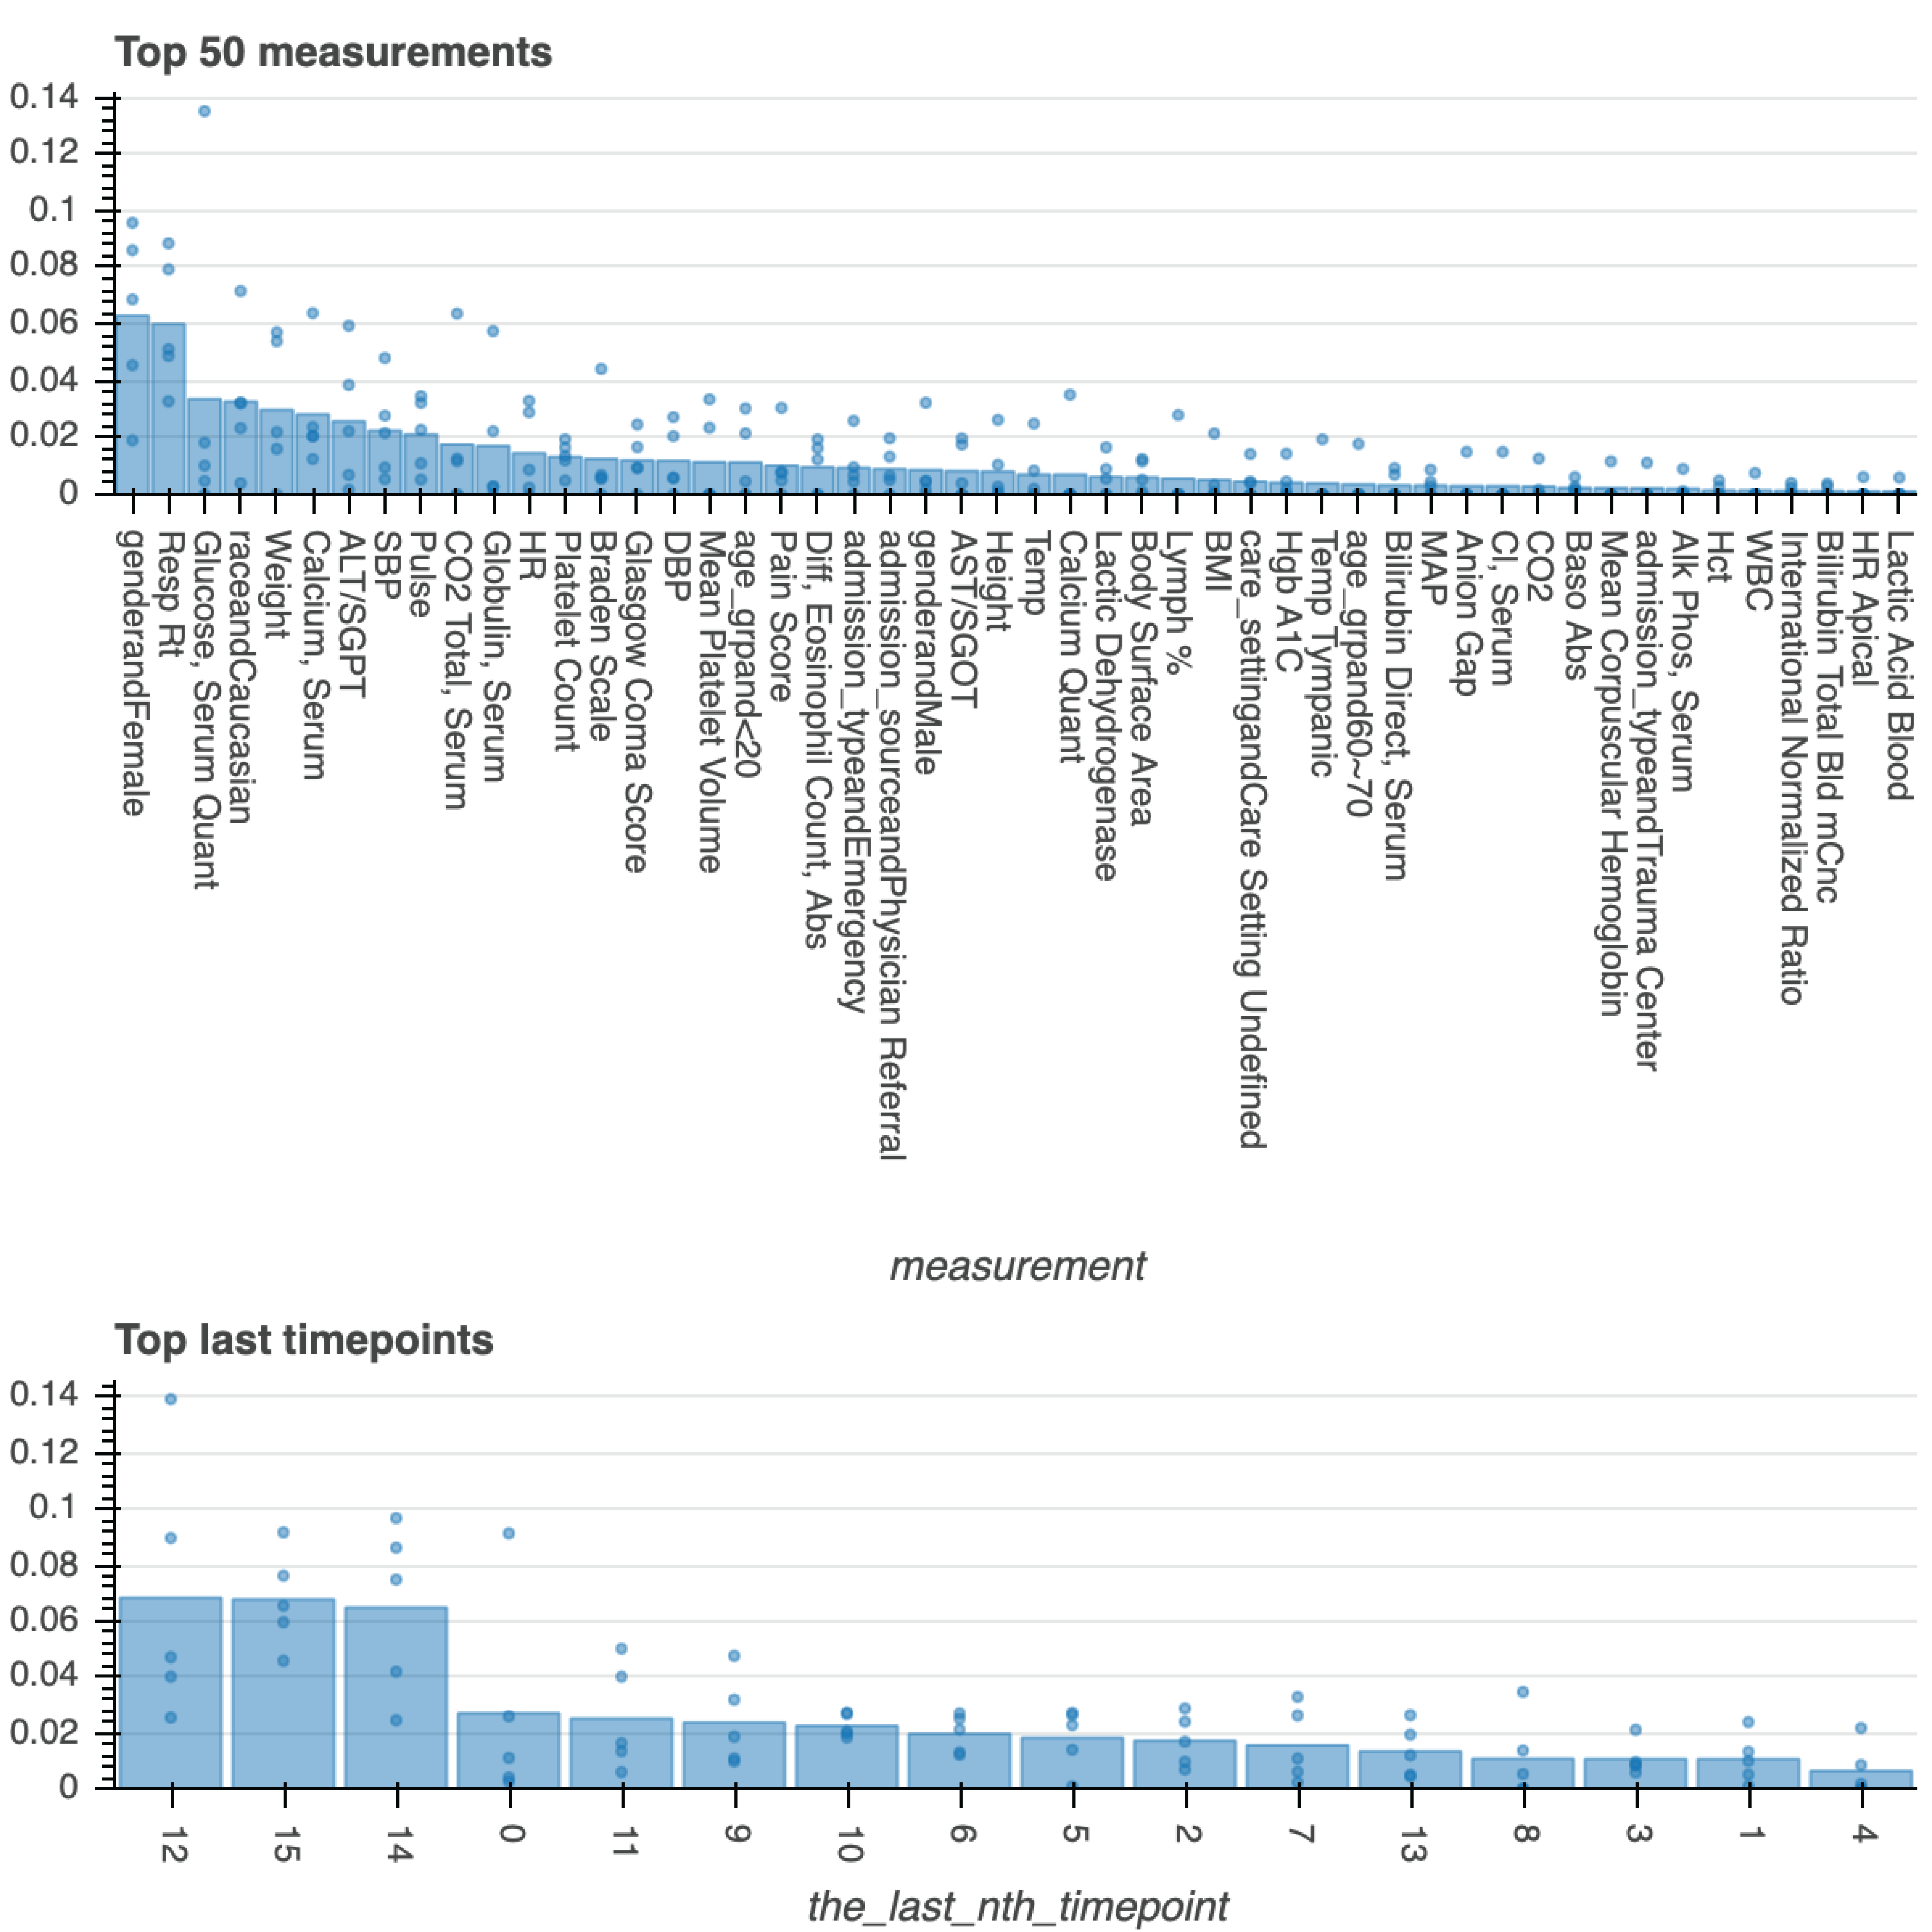 Top 50 measurements
0.14
0.12
0.1
0.08
0.06
0.04
0.02
0
genderandFemale
Resp Rt
Glucose, Serum Quant
raceandCaucasian
Weight
Calcium, Serum
ALT/SGPT
SBP
Pulse
CO2 Total, Serum
Globulin, Serum
HR
Platelet Count
Braden Scale
Glasgow Coma Score
DBP
Mean Platelet Volume
age_grpand<20
Pain Score
Diff, Eosinophil Count, Abs
admission_typeandEmergency
admission_sourceandPhysician Referral
genderandMale
AST/SGOT
Height
Temp
Calcium Quant
Lactic Dehydrogenase
Body Surface Area
Lymph %
BMI
care_settingandCare Setting Undefined
Hgb A1C
Temp Tympanic
age_grpand60~70
Bilirubin Direct, Serum
MAP
Anion Gap
Cl, Serum
CO2
Baso Abs
Mean Corpuscular Hemoglobin
admission_typeandTrauma Center
Alk Phos, Serum
Hct
WBC
International Normalized Ratio
Bilirubin Total Bld mCnc
HR Apical
Lactic Acid Blood
measurement
Top last timepoints
0.14
0.12
0.1
0.08
0.06
0.04
0.02
0
12
15
14
0
11
9
10
6
5
2
7
13
8
3
1
4
the_last_nth_timepoint